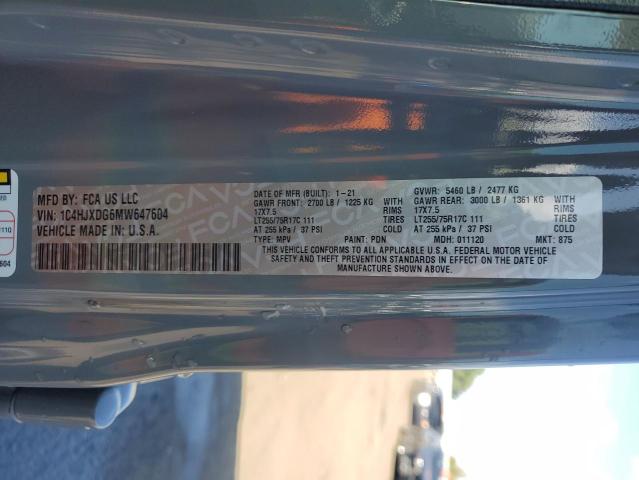 MFD BY: FCA US LLC
VIN: 1C4HJXDG6MW647604
VEHICLE MADE IN: U.S.A.
DATE OF MFR (BUILT): 1-21
GVWR: 5460 LB / 2477 KG
GAWR FRONT: 2700 LB / 1225 KG WITH
GAWR REAR: 3000 LB / 1361 KG WITH
17X7.5 RIMS
17X7.5 RIMS
LT255/75R17C 111 TIRES
LT255/75R17C 111 TIRES
AT 255 kPa / 37 PSI COLD
AT 255 kPa / 37 PSI COLD
TYPE: MPV PAINT: PDN MDH: 011120 MKT: 875
THIS VEHICLE CONFORMS TO ALL APPLICABLE U.S.A. FEDERAL MOTOR VEHICLE
SAFETY AND THEFT PREVENTION STANDARDS IN EFFECT ON THE DATE OF
MANUFACTURE SHOWN ABOVE.